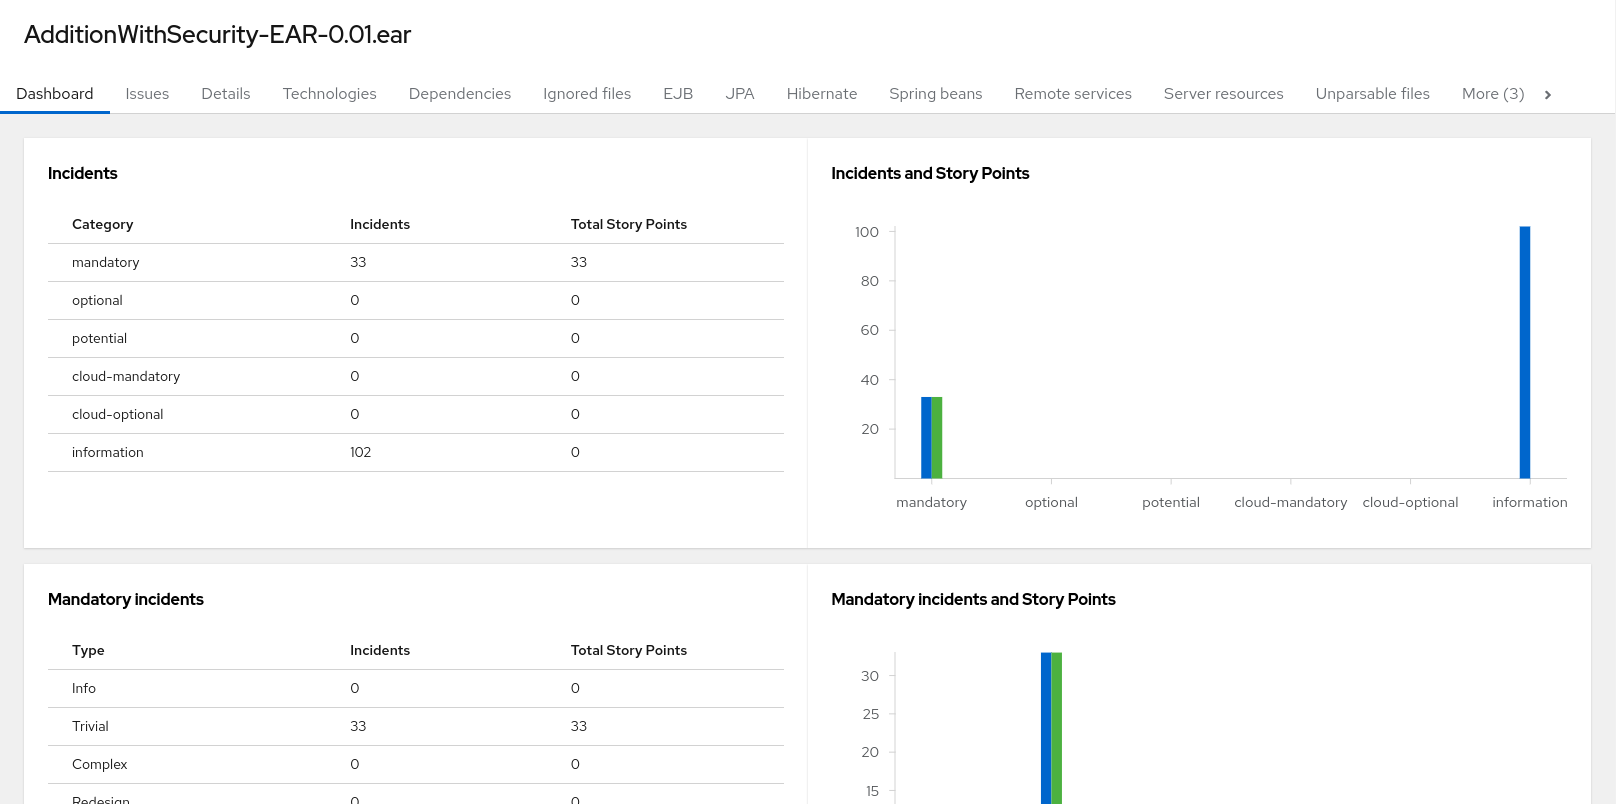 AdditionWithSecurity-EAR-0.01.ear
Dashboard Issues Details Technologies Dependencies Ignored files EJB JPA Hibernate Spring beans Remote services Server resources Unparsable files More (3)
Incidents
Category Incidents Total Story Points
mandatory 33 33
optional 0 0
potential 0 0
cloud-mandatory 0 0
cloud-optional 0 0
information 102 0
Incidents and Story Points
100
80
60
40
20
mandatory optional potential cloud-mandatory cloud-optional information
Mandatory incidents
Type Incidents Total Story Points
Info 0 0
Trivial 33 33
Complex 0 0
Redesign 0 0
Mandatory incidents and Story Points
30
25
20
15